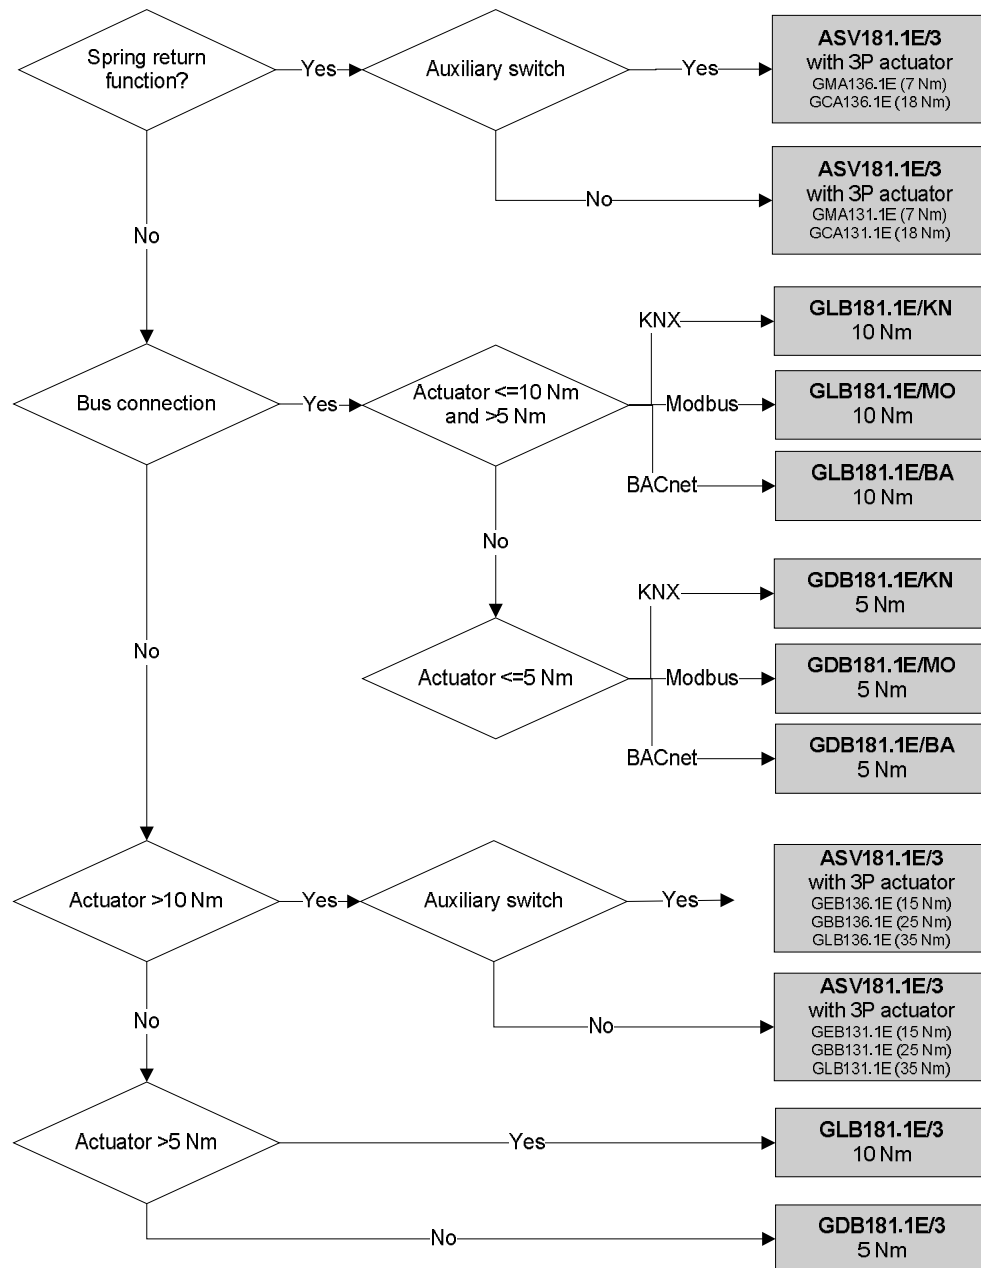 Spring return
function?
Yes
Auxiliary switch
Yes
ASV181.1E/3
with 3P actuator
GMA136.1E (7 Nm)
GCA136.1E (18 Nm)
No
ASV181.1E/3
with 3P actuator
GMA131.1E (7 Nm)
GCA131.1E (18 Nm)
No
Bus connection
Yes
Actuator <=10 Nm
and >5 Nm
KNX
GLB181.1E/KN
10 Nm
Modbus
GLB181.1E/MO
10 Nm
BACnet
GLB181.1E/BA
10 Nm
No
No
Actuator <=5 Nm
KNX
GDB181.1E/KN
5 Nm
Modbus
GDB181.1E/MO
5 Nm
BACnet
GDB181.1E/BA
5 Nm
Actuator >10 Nm
Yes
Auxiliary switch
Yes
ASV181.1E/3
with 3P actuator
GEB136.1E (15 Nm)
GBB136.1E (25 Nm)
GLB136.1E (35 Nm)
No
No
ASV181.1E/3
with 3P actuator
GEB131.1E (15 Nm)
GBB131.1E (25 Nm)
GLB131.1E (35 Nm)
Actuator >5 Nm
Yes
GLB181.1E/3
10 Nm
No
GDB181.1E/3
5 Nm